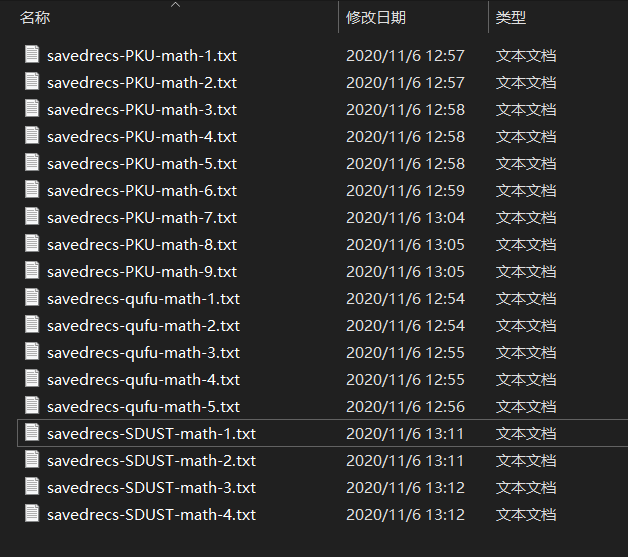 名称 修改日期 类型
savedrecs-PKU-math-1.txt 2020/11/6 12:57 文本文档
savedrecs-PKU-math-2.txt 2020/11/6 12:57 文本文档
savedrecs-PKU-math-3.txt 2020/11/6 12:58 文本文档
savedrecs-PKU-math-4.txt 2020/11/6 12:58 文本文档
savedrecs-PKU-math-5.txt 2020/11/6 12:58 文本文档
savedrecs-PKU-math-6.txt 2020/11/6 12:59 文本文档
savedrecs-PKU-math-7.txt 2020/11/6 13:04 文本文档
savedrecs-PKU-math-8.txt 2020/11/6 13:05 文本文档
savedrecs-PKU-math-9.txt 2020/11/6 13:05 文本文档
savedrecs-qufu-math-1.txt 2020/11/6 12:54 文本文档
savedrecs-qufu-math-2.txt 2020/11/6 12:54 文本文档
savedrecs-qufu-math-3.txt 2020/11/6 12:55 文本文档
savedrecs-qufu-math-4.txt 2020/11/6 12:55 文本文档
savedrecs-qufu-math-5.txt 2020/11/6 12:56 文本文档
savedrecs-SDUST-math-1.txt 2020/11/6 13:11 文本文档
savedrecs-SDUST-math-2.txt 2020/11/6 13:11 文本文档
savedrecs-SDUST-math-3.txt 2020/11/6 13:12 文本文档
savedrecs-SDUST-math-4.txt 2020/11/6 13:12 文本文档